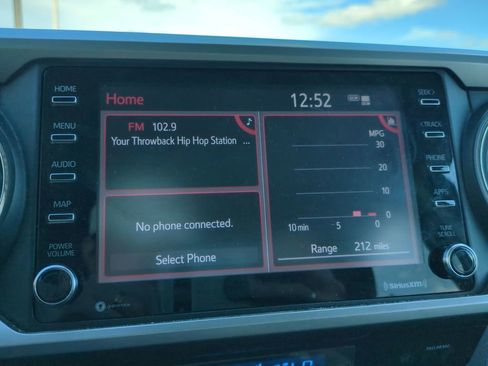 HOME
MENU
AUDIO
MAP
POWER
VOLUME
Home
12:52
FM 102.9
Your Throwback Hip Hop Station ...
No phone connected.
Select Phone
MPG
30
20
10
0
10 min -5 0
Range 212 miles
SEEK>
<TRACK
PHONE
APPS
TUNE
SCROLL
((SiriusXM))